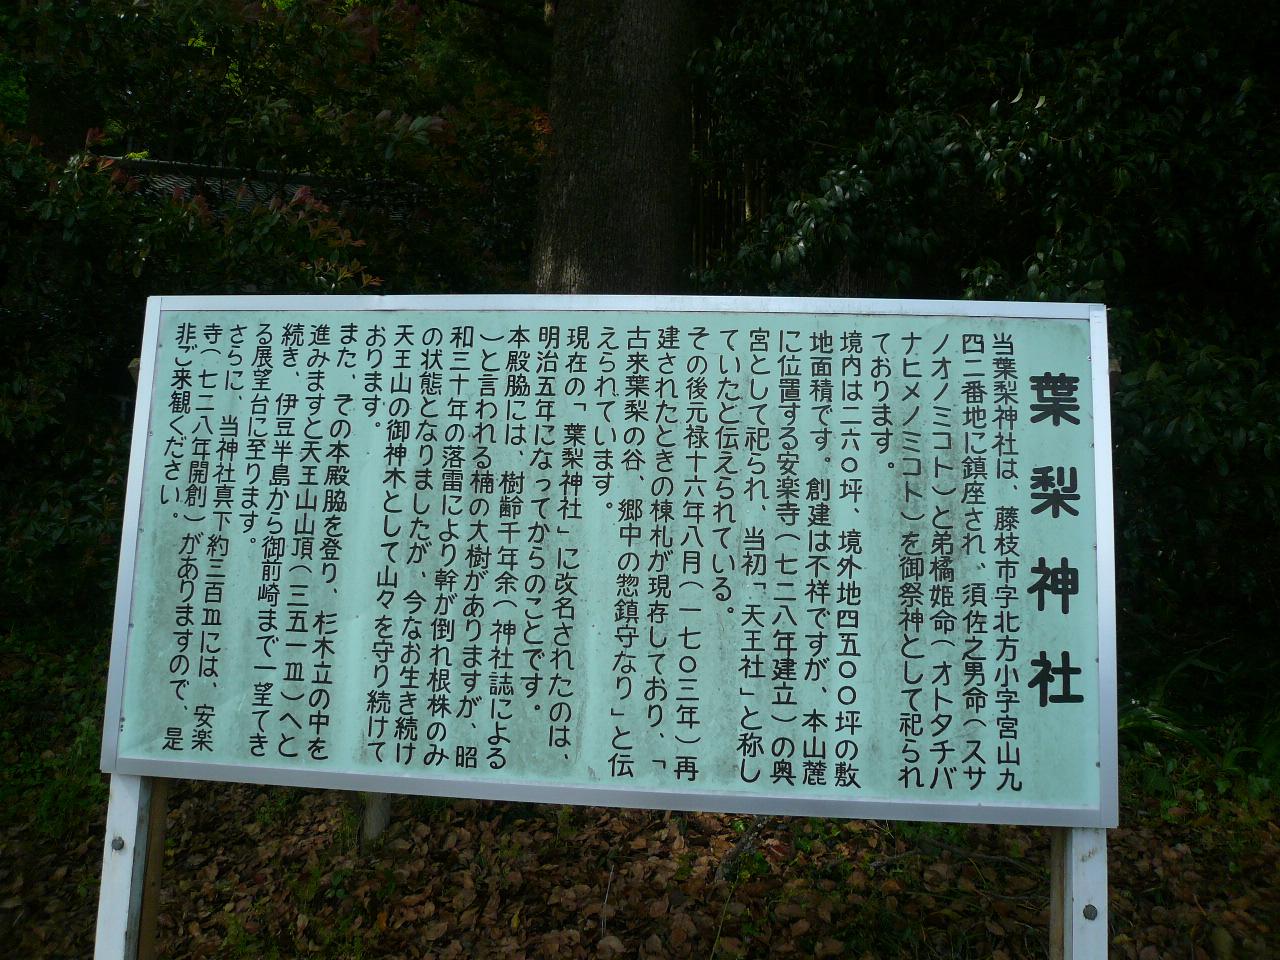 葉梨神社
当葉梨神社は、藤枝市字北方小字宮山九
四二番地に鎮座され、須佐之男命（スサ
ノオノミコト）と弟橘姫命（オトタチバ
ナヒメノミコト）を御祭神として祀られ
ております。
境内は二六〇坪、境外地四五〇〇坪の敷
地面積です。創建は不祥ですが、本山麓
に位置する安楽寺（七二八年建立）の奥
宮として祀られ、当初「天王社」と称し
ていたと伝えられている。
その後元禄十六年八月（一七〇三年）再
建されたときの棟札が現存しており、「
古来葉梨の谷、郷中の惣鎮守なり」と伝
えられています。
現在の「葉梨神社」に改名されたのは、
明治五年になってからのことです。
本殿脇には、樹齢千年余（神社誌による
）と言われる楠の大樹がありますが、昭
和三十年の落雷により幹が倒れ根株のみ
の状態となりましたが、今なお生き続け
天王山の御神木として山々を守り続けて
おります。
また、その本殿脇を登り、杉木立の中を
進みますと天王山山頂（三五一m）へと
続き、伊豆半島から御前崎まで一望でき
る展望台に至ります。
さらに、当神社真下約三百mには、安楽
寺（七二八年開創）がありますので、是
非ご来観ください。